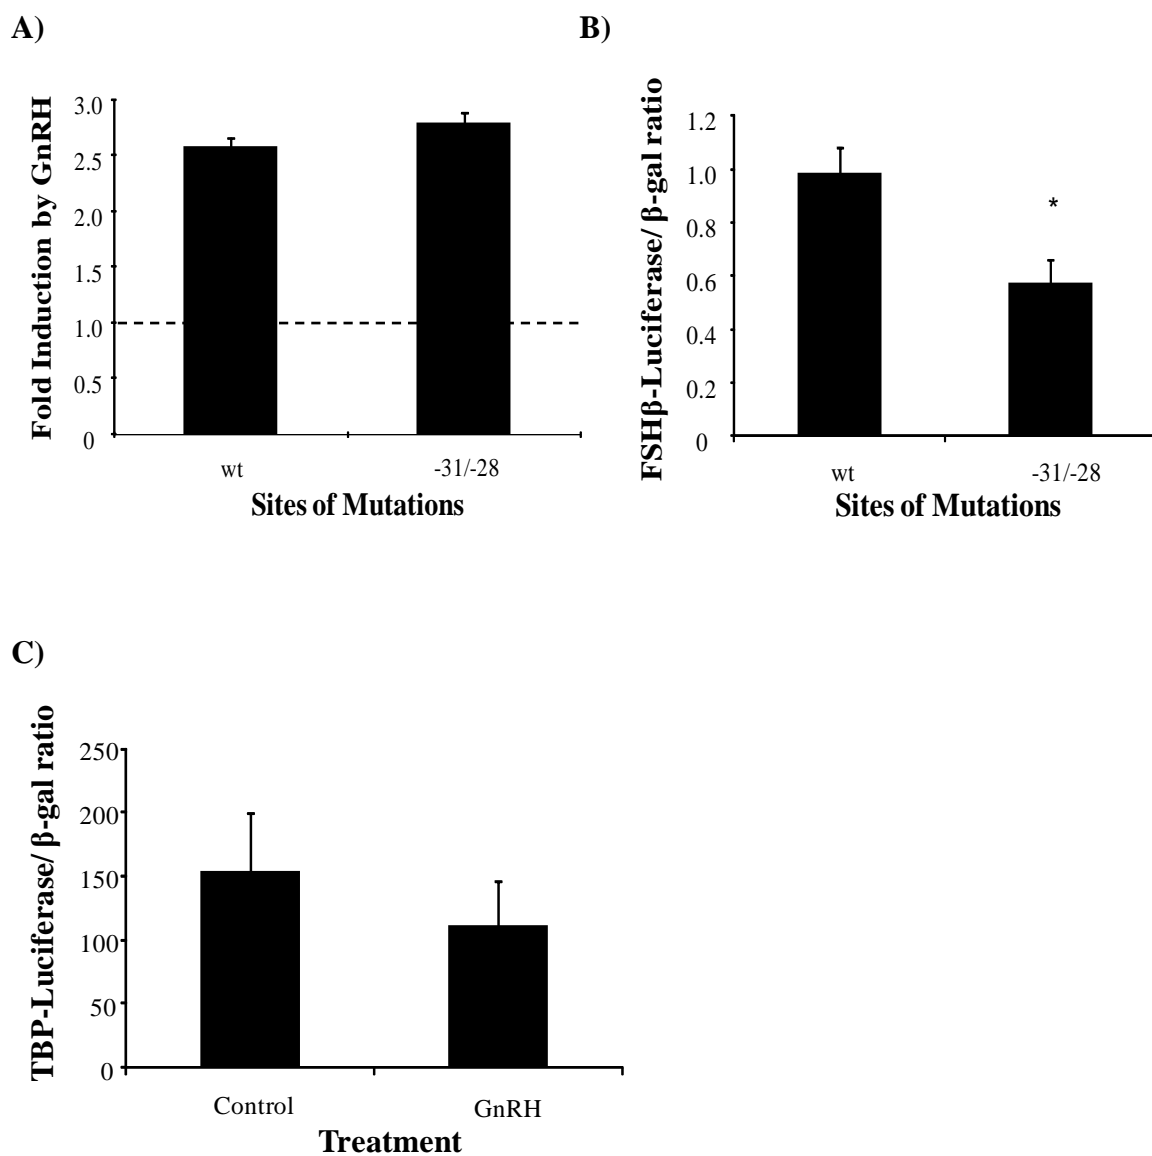 A)
Fold Induction by GnRH
3.0
2.5
2.0
1.5
1.0
0.5
0
wt
-31/-28
Sites of Mutations
B)
FSHβ-Luciferase/ β-gal ratio
1.2
1.0
0.8
0.6
0.4
0.2
0
*
wt
-31/-28
Sites of Mutations
C)
TBP-Luciferase/ β-gal ratio
250
200
150
100
50
0
Control
GnRH
Treatment